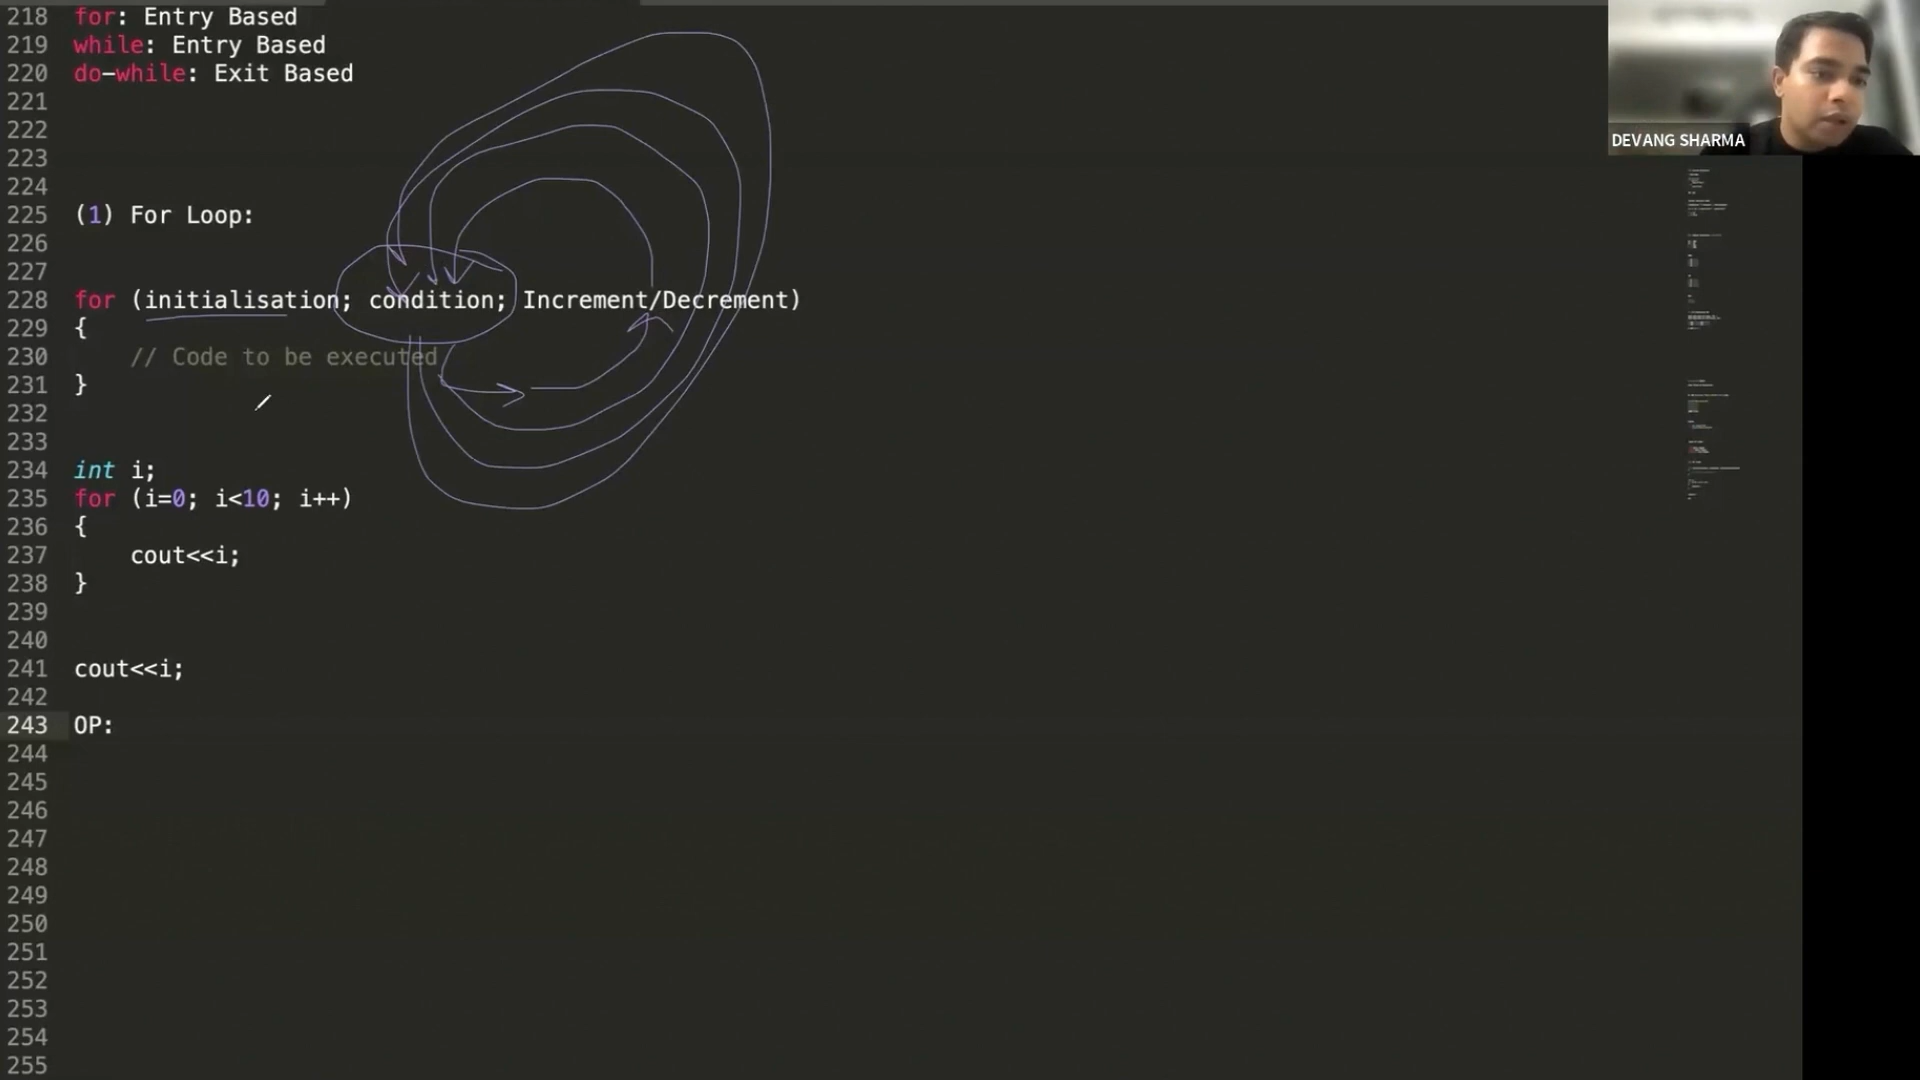 218 for: Entry Based
219 while: Entry Based
220 do-while: Exit Based
221
222
223
224
225 (1) For Loop:
226
227
228 for (initialisation; condition; Increment/Decrement)
229 {
230 // Code to be executed
231 }
232
233
234 int i;
235 for (i=0; i<10; i++)
236 {
237 cout<<i;
238 }
239
240
241 cout<<i;
242
243 OP:
244
245
246
247
248
249
250
251
252
253
254
255
DEVANG SHARMA